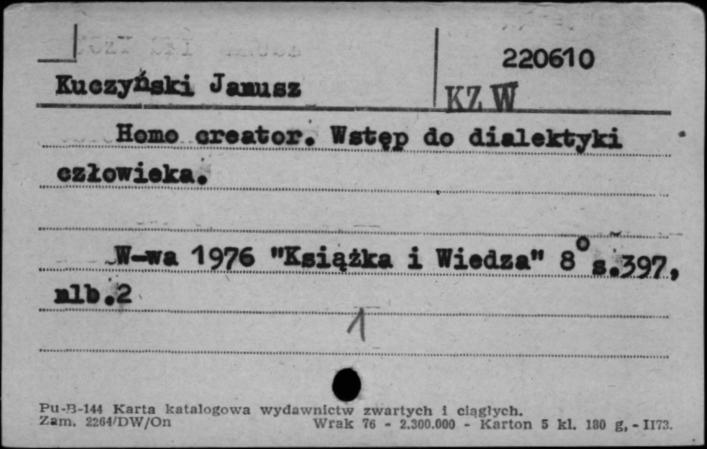 220610
Kuczyński Janusz
KZW
Homo creator. Wstęp do dialektyki
człowieka.
W-wa 1976 "Książka i Wiedza" 8° s.397,
nlb.2
1
Pu-B-144 Karta katalogowa wydawnictw zwartych i ciągłych.
Zam. 2264/DW/On Wrak 76 - 2.300.000 - Karton 5 kl. 180 g, - II73.